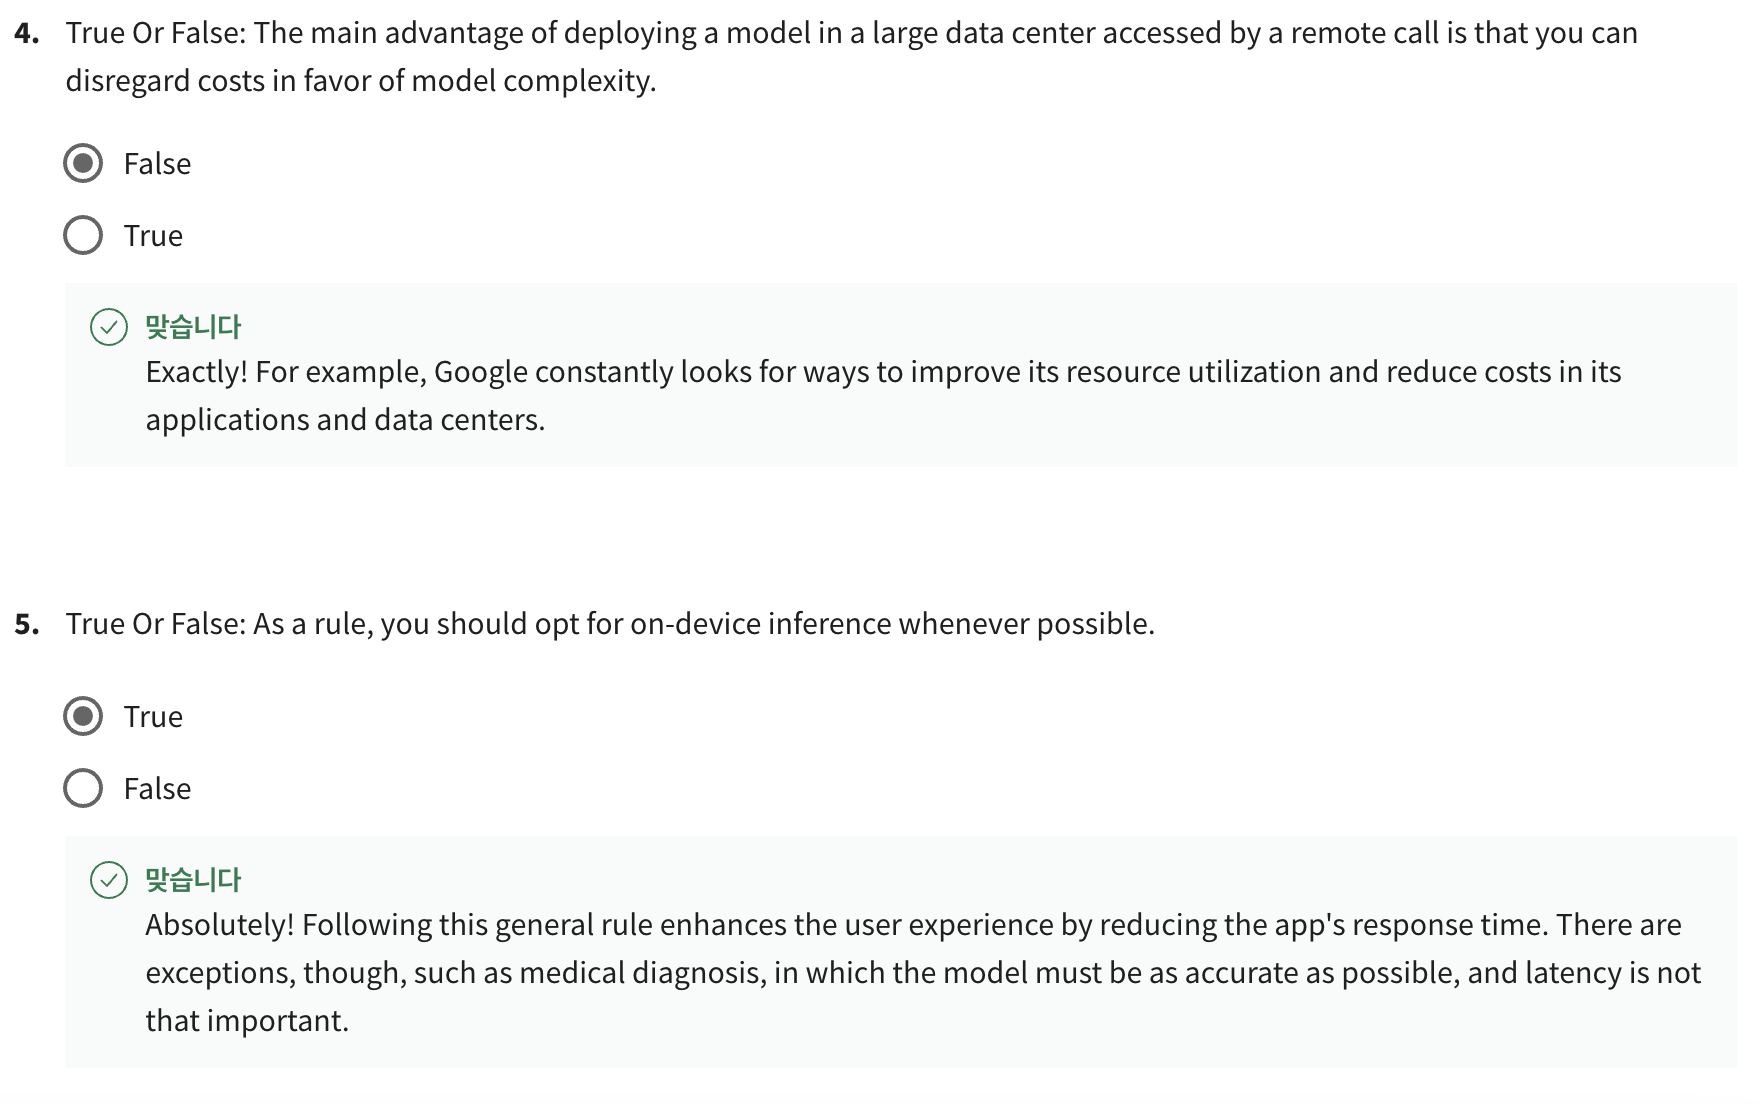 4. True Or False: The main advantage of deploying a model in a large data center accessed by a remote call is that you can
disregard costs in favor of model complexity.
False
True
맞습니다
Exactly! For example, Google constantly looks for ways to improve its resource utilization and reduce costs in its
applications and data centers.
5. True Or False: As a rule, you should opt for on-device inference whenever possible.
True
False
맞습니다
Absolutely! Following this general rule enhances the user experience by reducing the app's response time. There are
exceptions, though, such as medical diagnosis, in which the model must be as accurate as possible, and latency is not
that important.